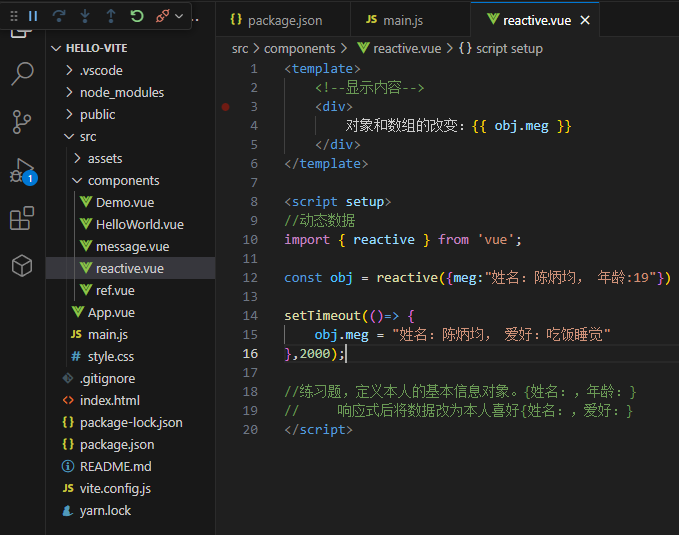 package.json
main.js
reactive.vue
HELLO-VITE
.vscode
node_modules
public
src
assets
components
Demo.vue
HelloWorld.vue
message.vue
reactive.vue
ref.vue
App.vue
main.js
style.css
.gitignore
index.html
package-lock.json
package.json
README.md
vite.config.js
yarn.lock
1
src > components > reactive.vue > {} script setup
1 <template>
2 <!--显示内容-->
3 <div>
4 对象和数组的改变：{{ obj.meg }}
5 </div>
6 </template>
7
8 <script setup>
9 //动态数据
10 import { reactive } from 'vue';
11
12 const obj = reactive({meg:"姓名：陈炳均， 年龄:19"})
13
14 setTimeout(()=> {
15 obj.meg = "姓名：陈炳均， 爱好：吃饭睡觉"
16 },2000);
17
18 //练习题，定义本人的基本信息对象。{姓名：，年龄：}
19 // 响应式后将数据改为本人喜好{姓名：，爱好：}
20 </script>